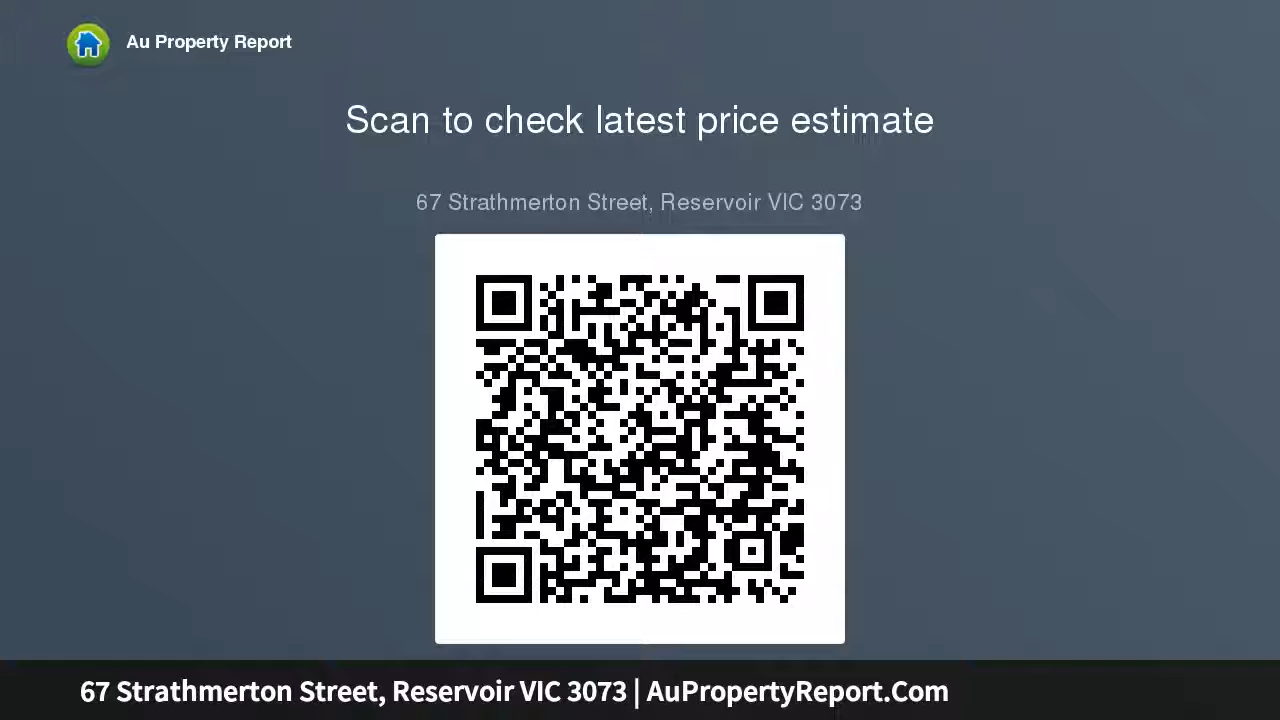 Au Property Report
Scan to check latest price estimate
67 Strathmerton Street, Reservoir VIC 3073
67 Strathmerton Street, Reservoir VIC 3073 | AuPropertyReport.Com